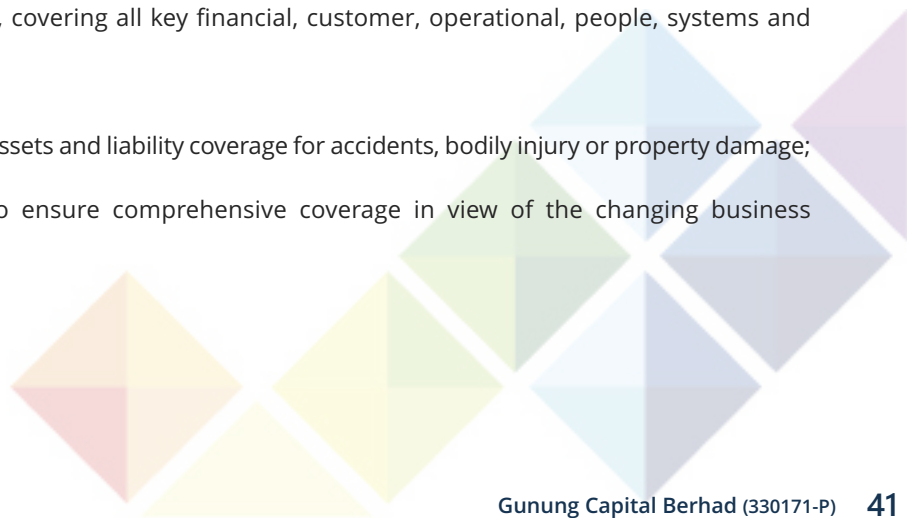 , covering all key financial, customer, operational, people, systems and
ssets and liability coverage for accidents, bodily injury or property damage;
o ensure comprehensive coverage in view of the changing business
Gunung Capital Berhad (330171-P) 41